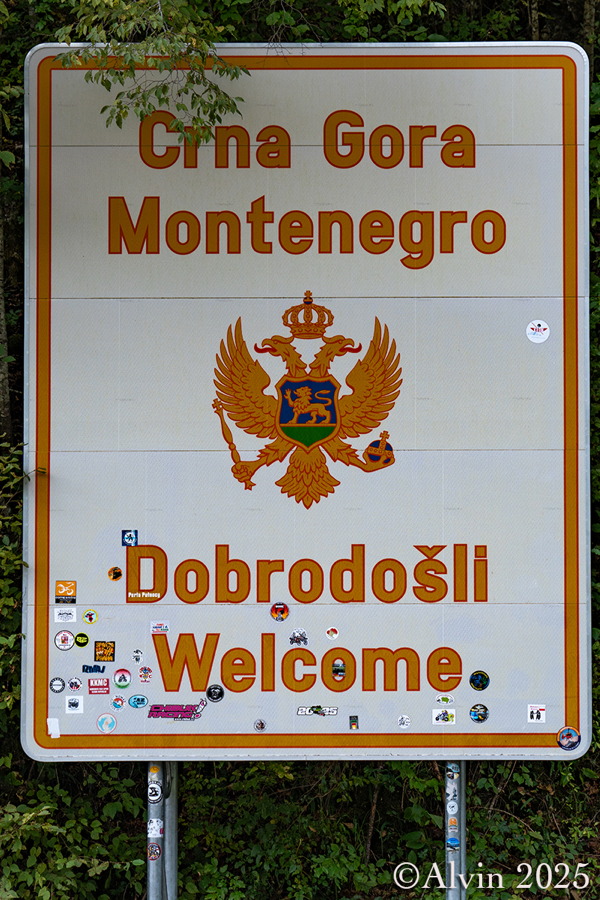 Crna Gora
Montenegro
Dobrodošli
Welcome
©Alvin 2025